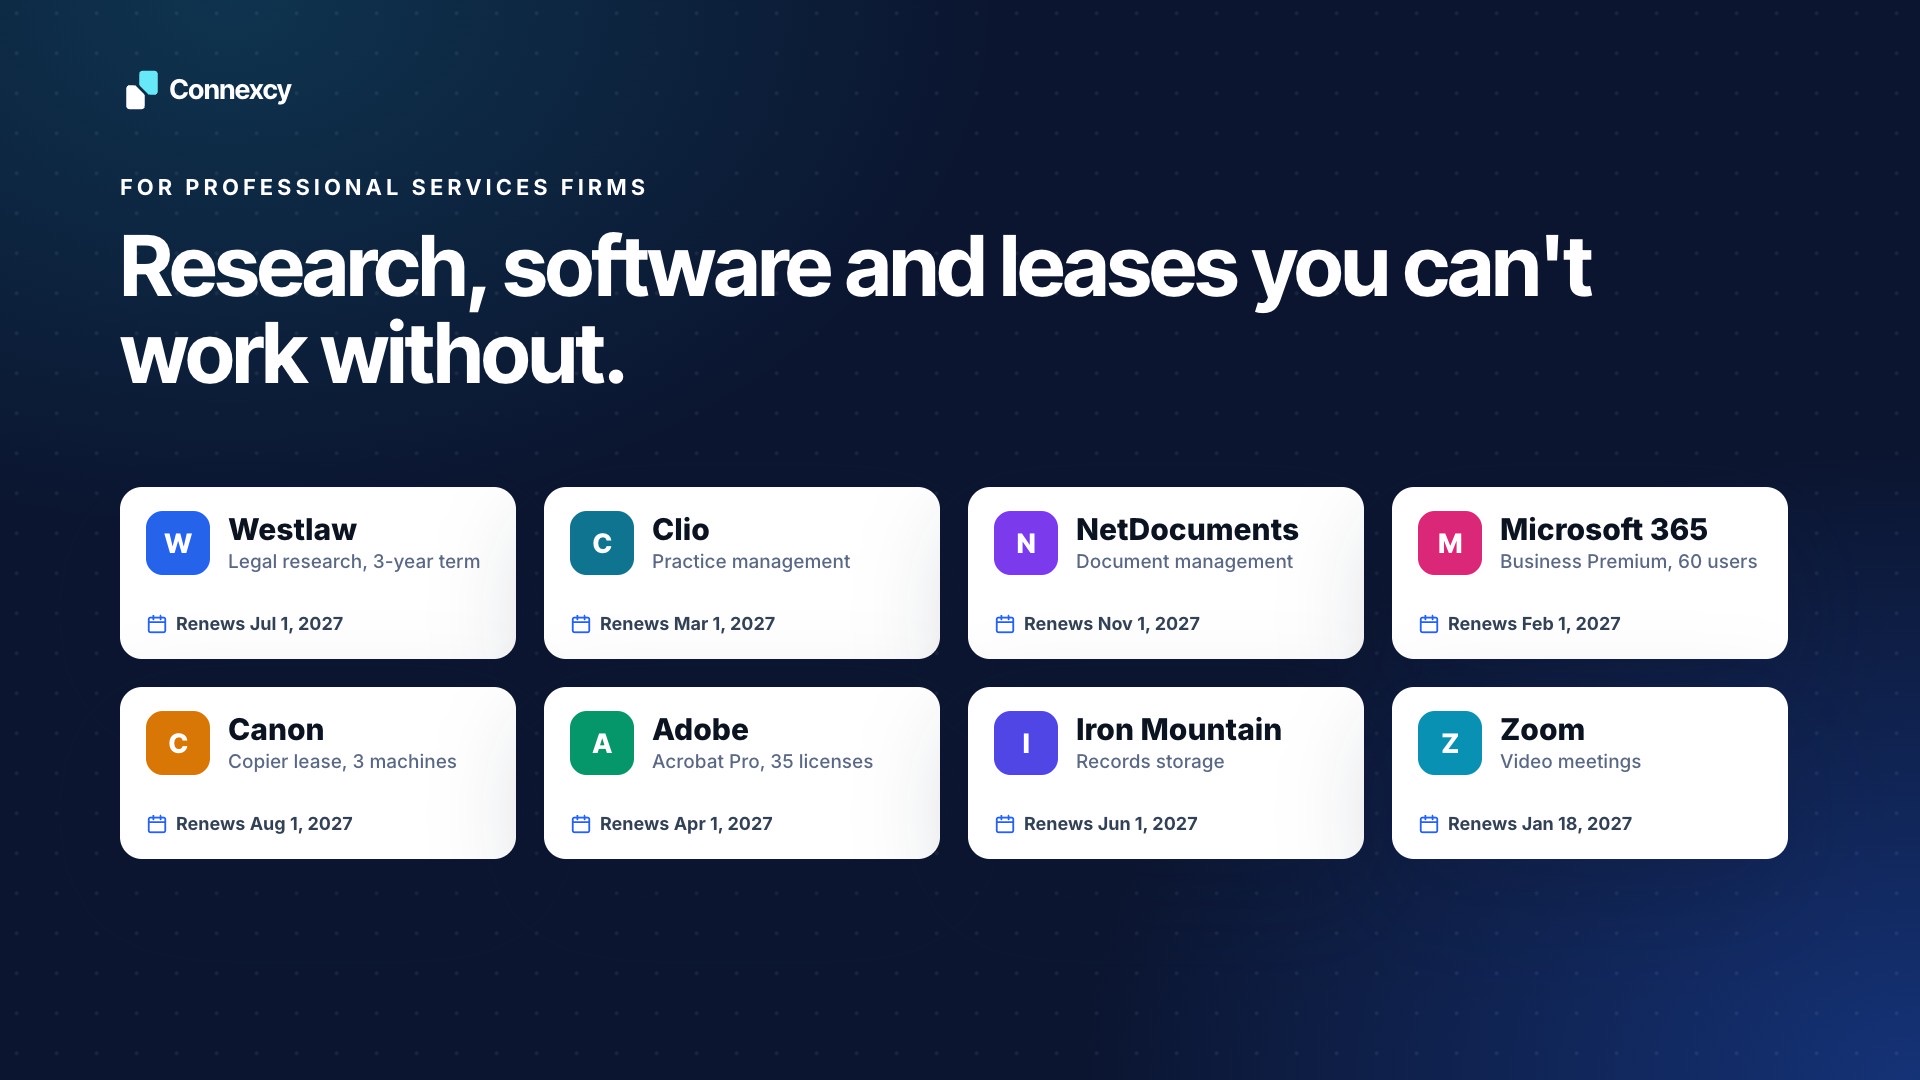 Connexcy
FOR PROFESSIONAL SERVICES FIRMS
Research, software and leases you can't
work without.
W
Westlaw
Legal research, 3-year term
Renews Jul 1, 2027
C
Clio
Practice management
Renews Mar 1, 2027
N
NetDocuments
Document management
Renews Nov 1, 2027
M
Microsoft 365
Business Premium, 60 users
Renews Feb 1, 2027
C
Canon
Copier lease, 3 machines
Renews Aug 1, 2027
A
Adobe
Acrobat Pro, 35 licenses
Renews Apr 1, 2027
I
Iron Mountain
Records storage
Renews Jun 1, 2027
Z
Zoom
Video meetings
Renews Jan 18, 2027